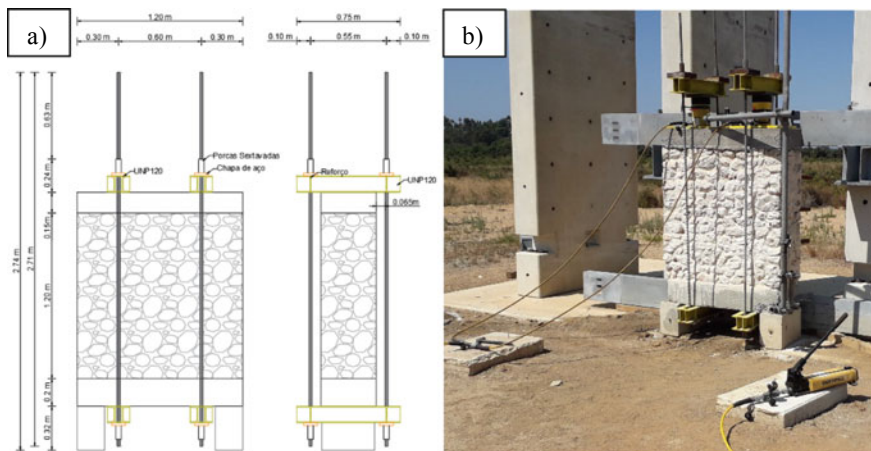 a)
1.20 m
0.30 m 0.60 m 0.30 m
0.75 m
0.10 m 0.55 m 0.10 m
2.74 m
2.71 m
0.63 m
0.24 m
0.15 m
1.20 m
0.2 m
0.32 m
Porcas Sextavadas
UNP120
Chapa de aço
Reforço
UNP120
0.065m
b)